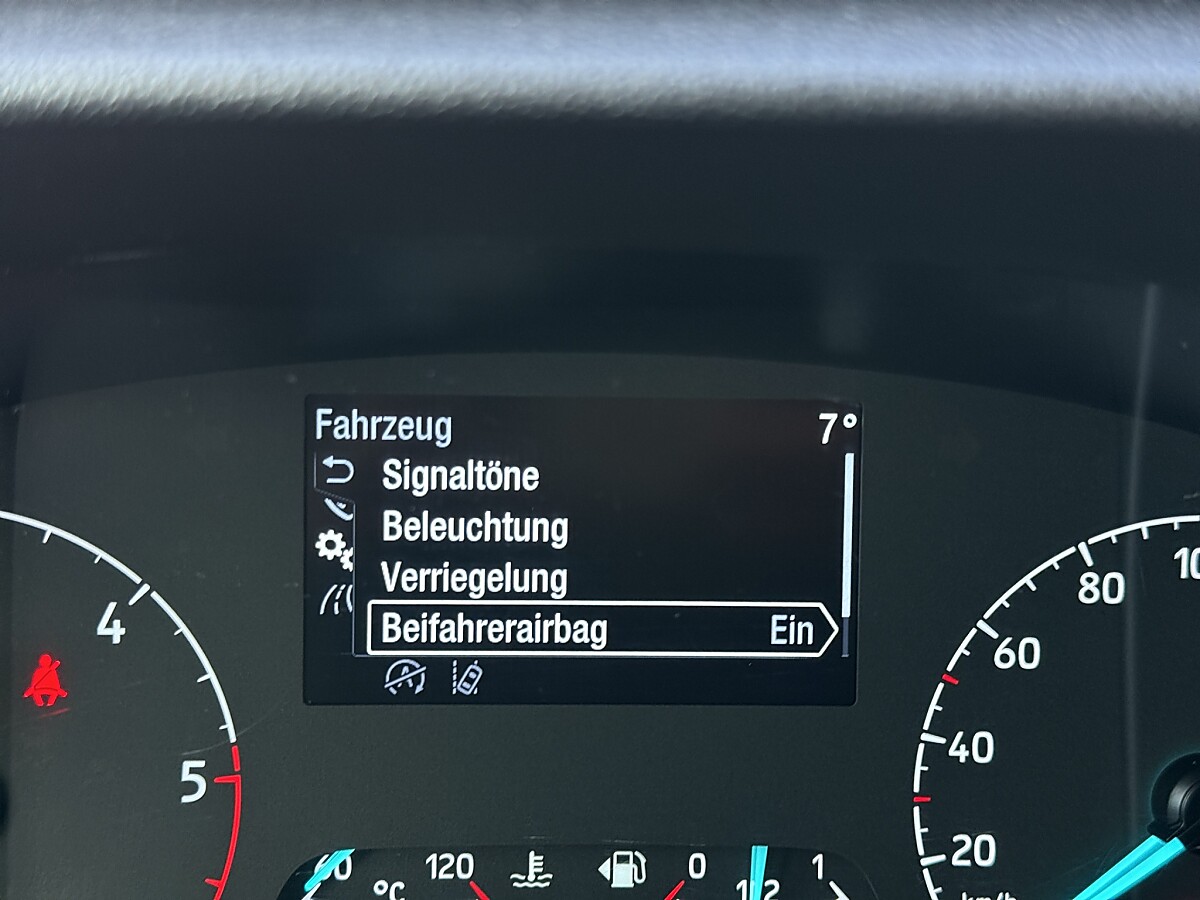 Fahrzeug 7°
Signaltöne
Beleuchtung
Verriegelung
Beifahrerairbag Ein
4
5
80
60
40
20
120
°C
0
1